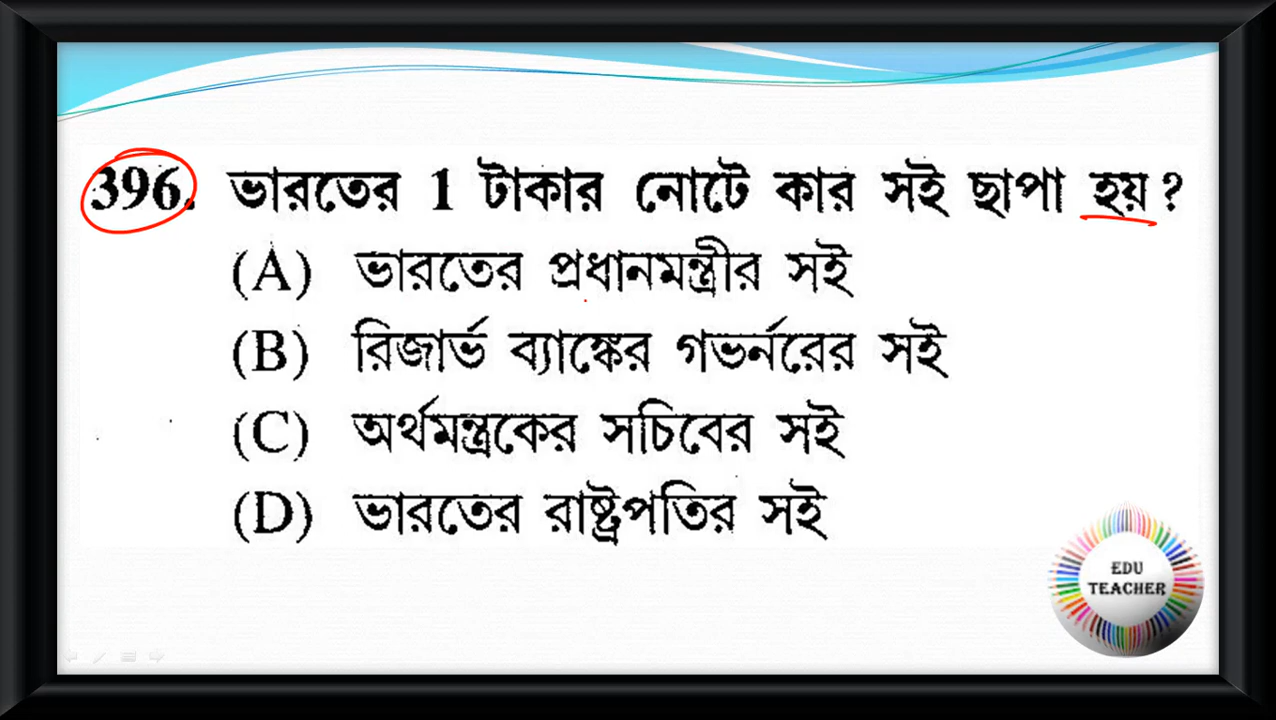 396. ভারতের 1 টাকার নোটে কার সই ছাপা হয় ?
(A) ভারতের প্রধানমন্ত্রীর সই
(B) রিজার্ভ ব্যাঙ্কের গভর্নরের সই
(C) অর্থমন্ত্রকের সচিবের সই
(D) ভারতের রাষ্ট্রপতির সই
EDU
TEACHER